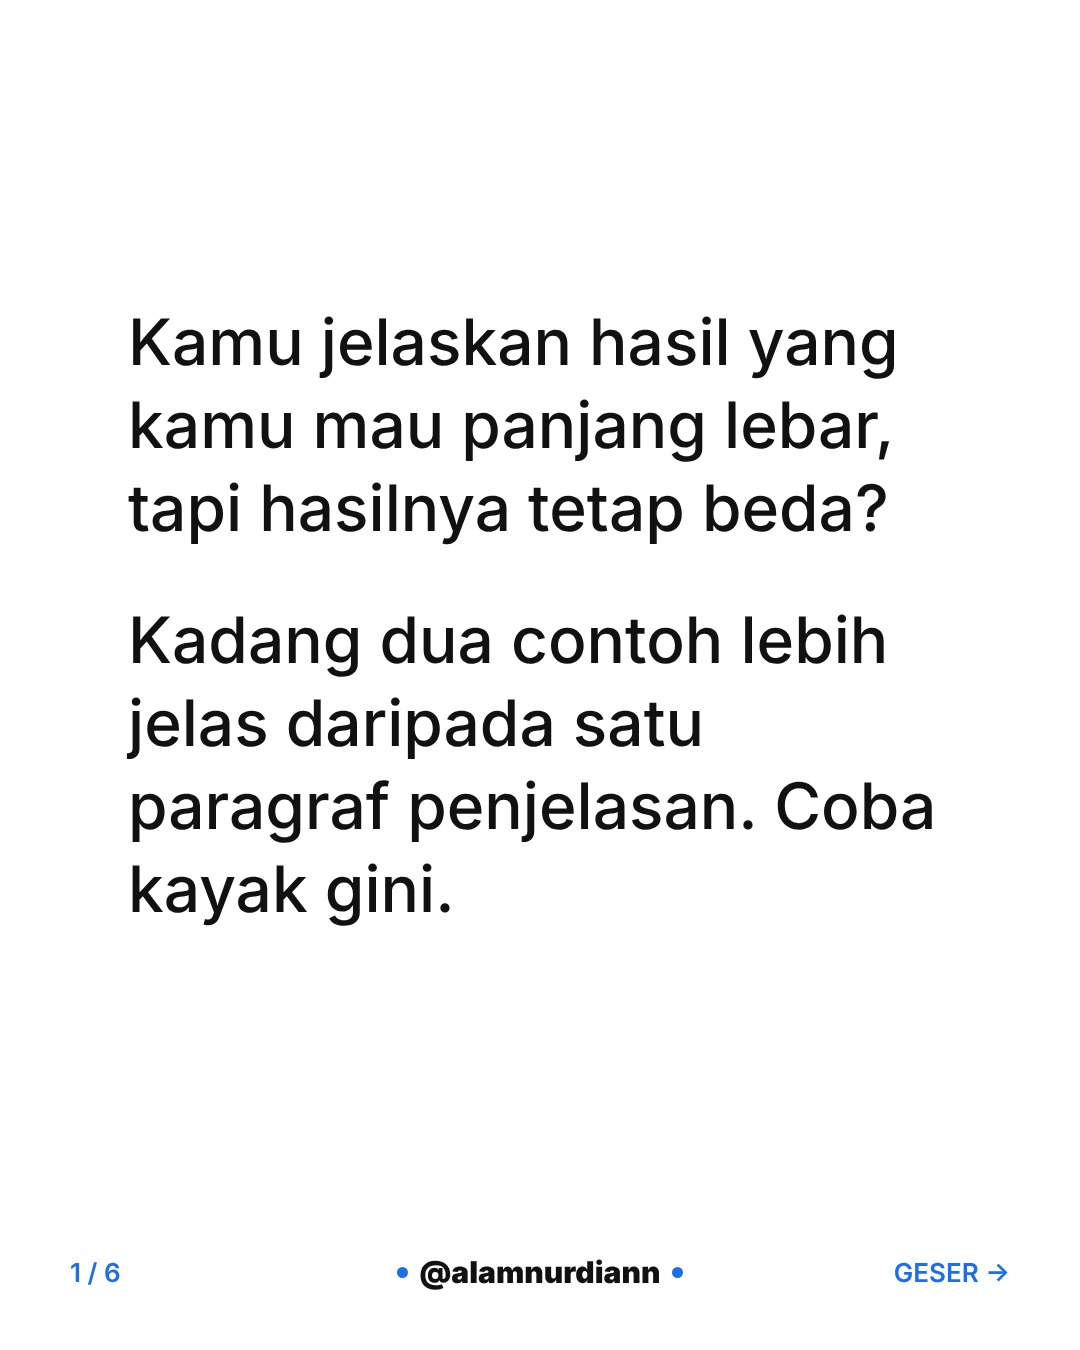 Kamu jelaskan hasil yang
kamu mau panjang lebar,
tapi hasilnya tetap beda?
Kadang dua contoh lebih
jelas daripada satu
paragraf penjelasan. Coba
kayak gini.
1 / 6
• @alamnurdiann •
GESER →